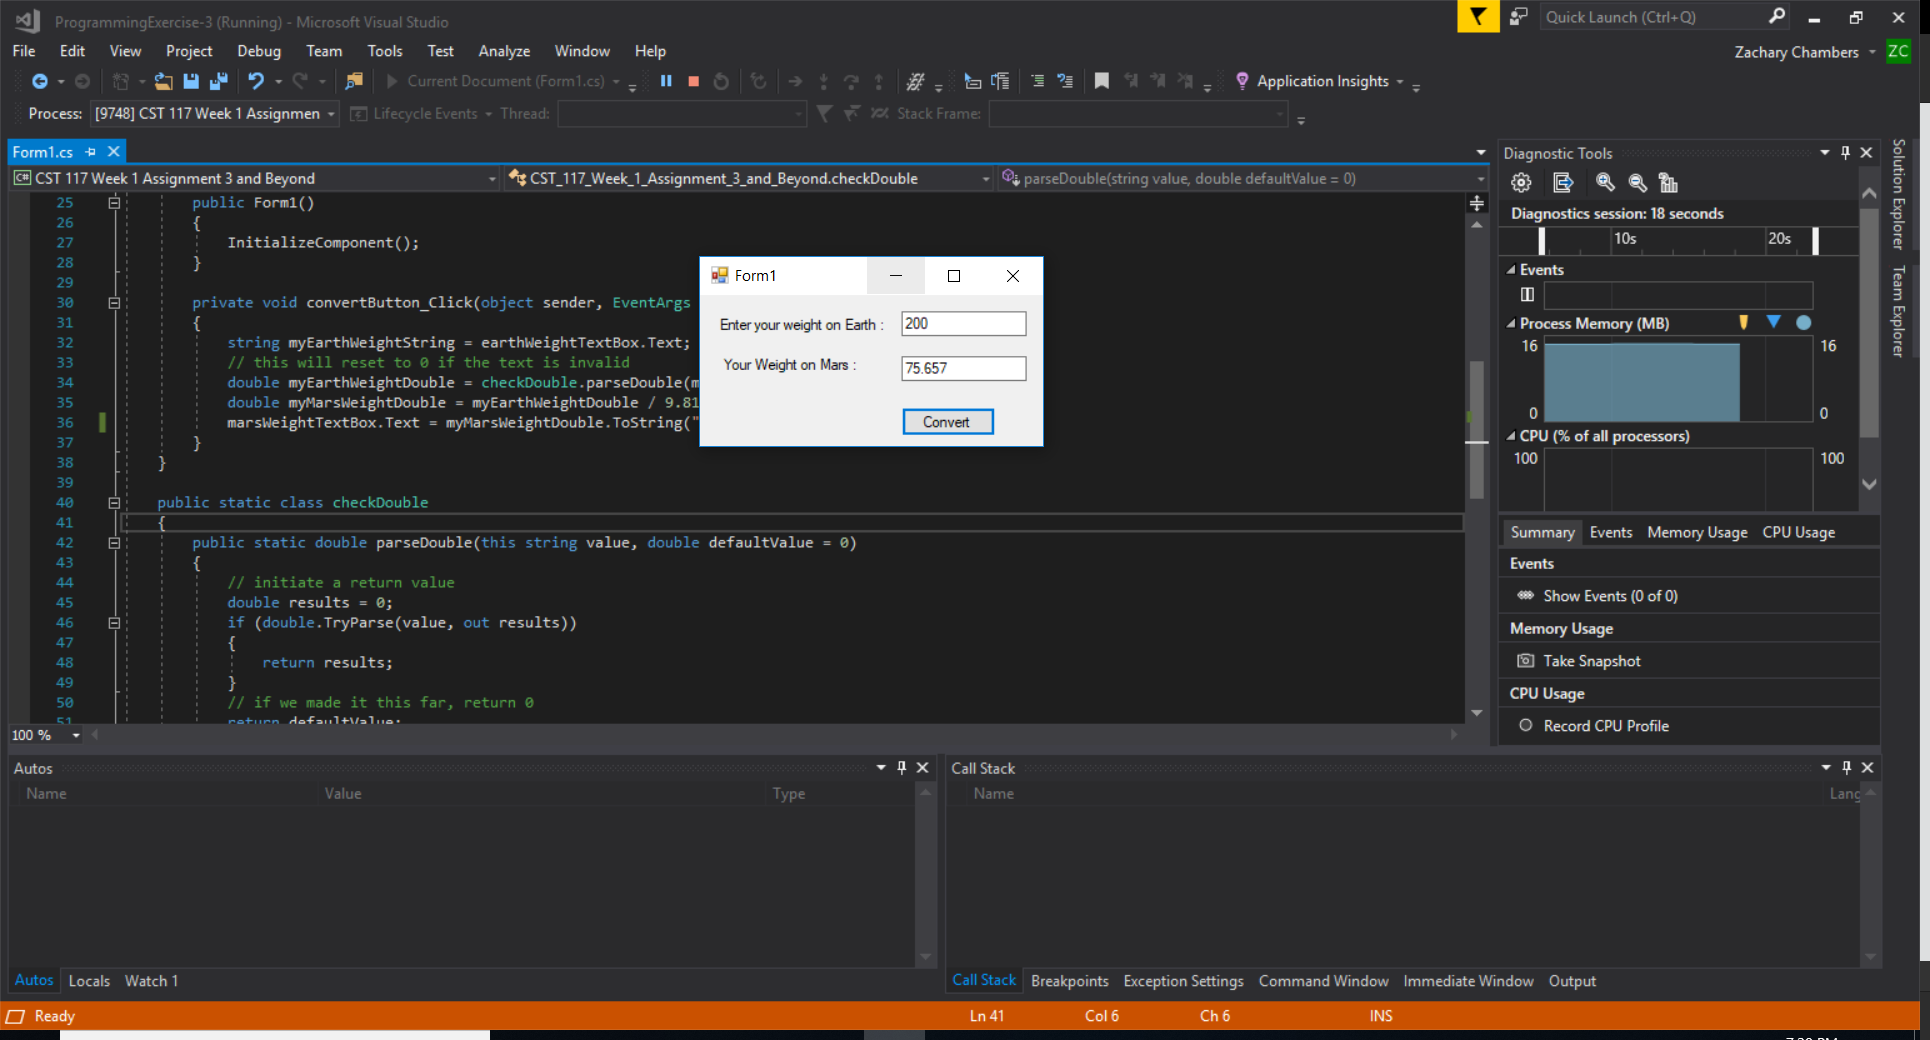 ProgrammingExercise-3 (Running) - Microsoft Visual Studio
Quick Launch (Ctrl+Q)
File Edit View Project Debug Team Tools Test Analyze Window Help
Zachary Chambers ZC
Current Document (Form1.cs)
Application Insights
Process: [9748] CST 117 Week 1 Assignmen
Lifecycle Events Thread:
Stack Frame:
Form1.cs
C# CST 117 Week 1 Assignment 3 and Beyond
CST_117_Week_1_Assignment_3_and_Beyond.checkDouble
parseDouble(string value, double defaultValue = 0)
25 public Form1()
26 {
27 InitializeComponent();
28 }
29
30 private void convertButton_Click(object sender, EventArgs
31 {
32 string myEarthWeightString = earthWeightTextBox.Text;
33 // this will reset to 0 if the text is invalid
34 double myEarthWeightDouble = checkDouble.parseDouble(m
35 double myMarsWeightDouble = myEarthWeightDouble / 9.81
36 marsWeightTextBox.Text = myMarsWeightDouble.ToString("
37 }
38 }
39
40 public static class checkDouble
41 {
42 public static double parseDouble(this string value, double defaultValue = 0)
43 {
44 // initiate a return value
45 double results = 0;
46 if (double.TryParse(value, out results))
47 {
48 return results;
49 }
50 // if we made it this far, return 0
51 return defaultValue;
100 %
Form1
Enter your weight on Earth : 200
Your Weight on Mars : 75.657
Convert
Diagnostic Tools
Diagnostics session: 18 seconds
10s 20s
Events
Process Memory (MB)
16 16
0 0
CPU (% of all processors)
100 100
Summary Events Memory Usage CPU Usage
Events
Show Events (0 of 0)
Memory Usage
Take Snapshot
CPU Usage
Record CPU Profile
Solution Explorer
Team Explorer
Autos
Name Value Type
Autos Locals Watch 1
Call Stack
Name Lang
Call Stack Breakpoints Exception Settings Command Window Immediate Window Output
Ready Ln 41 Col 6 Ch 6 INS